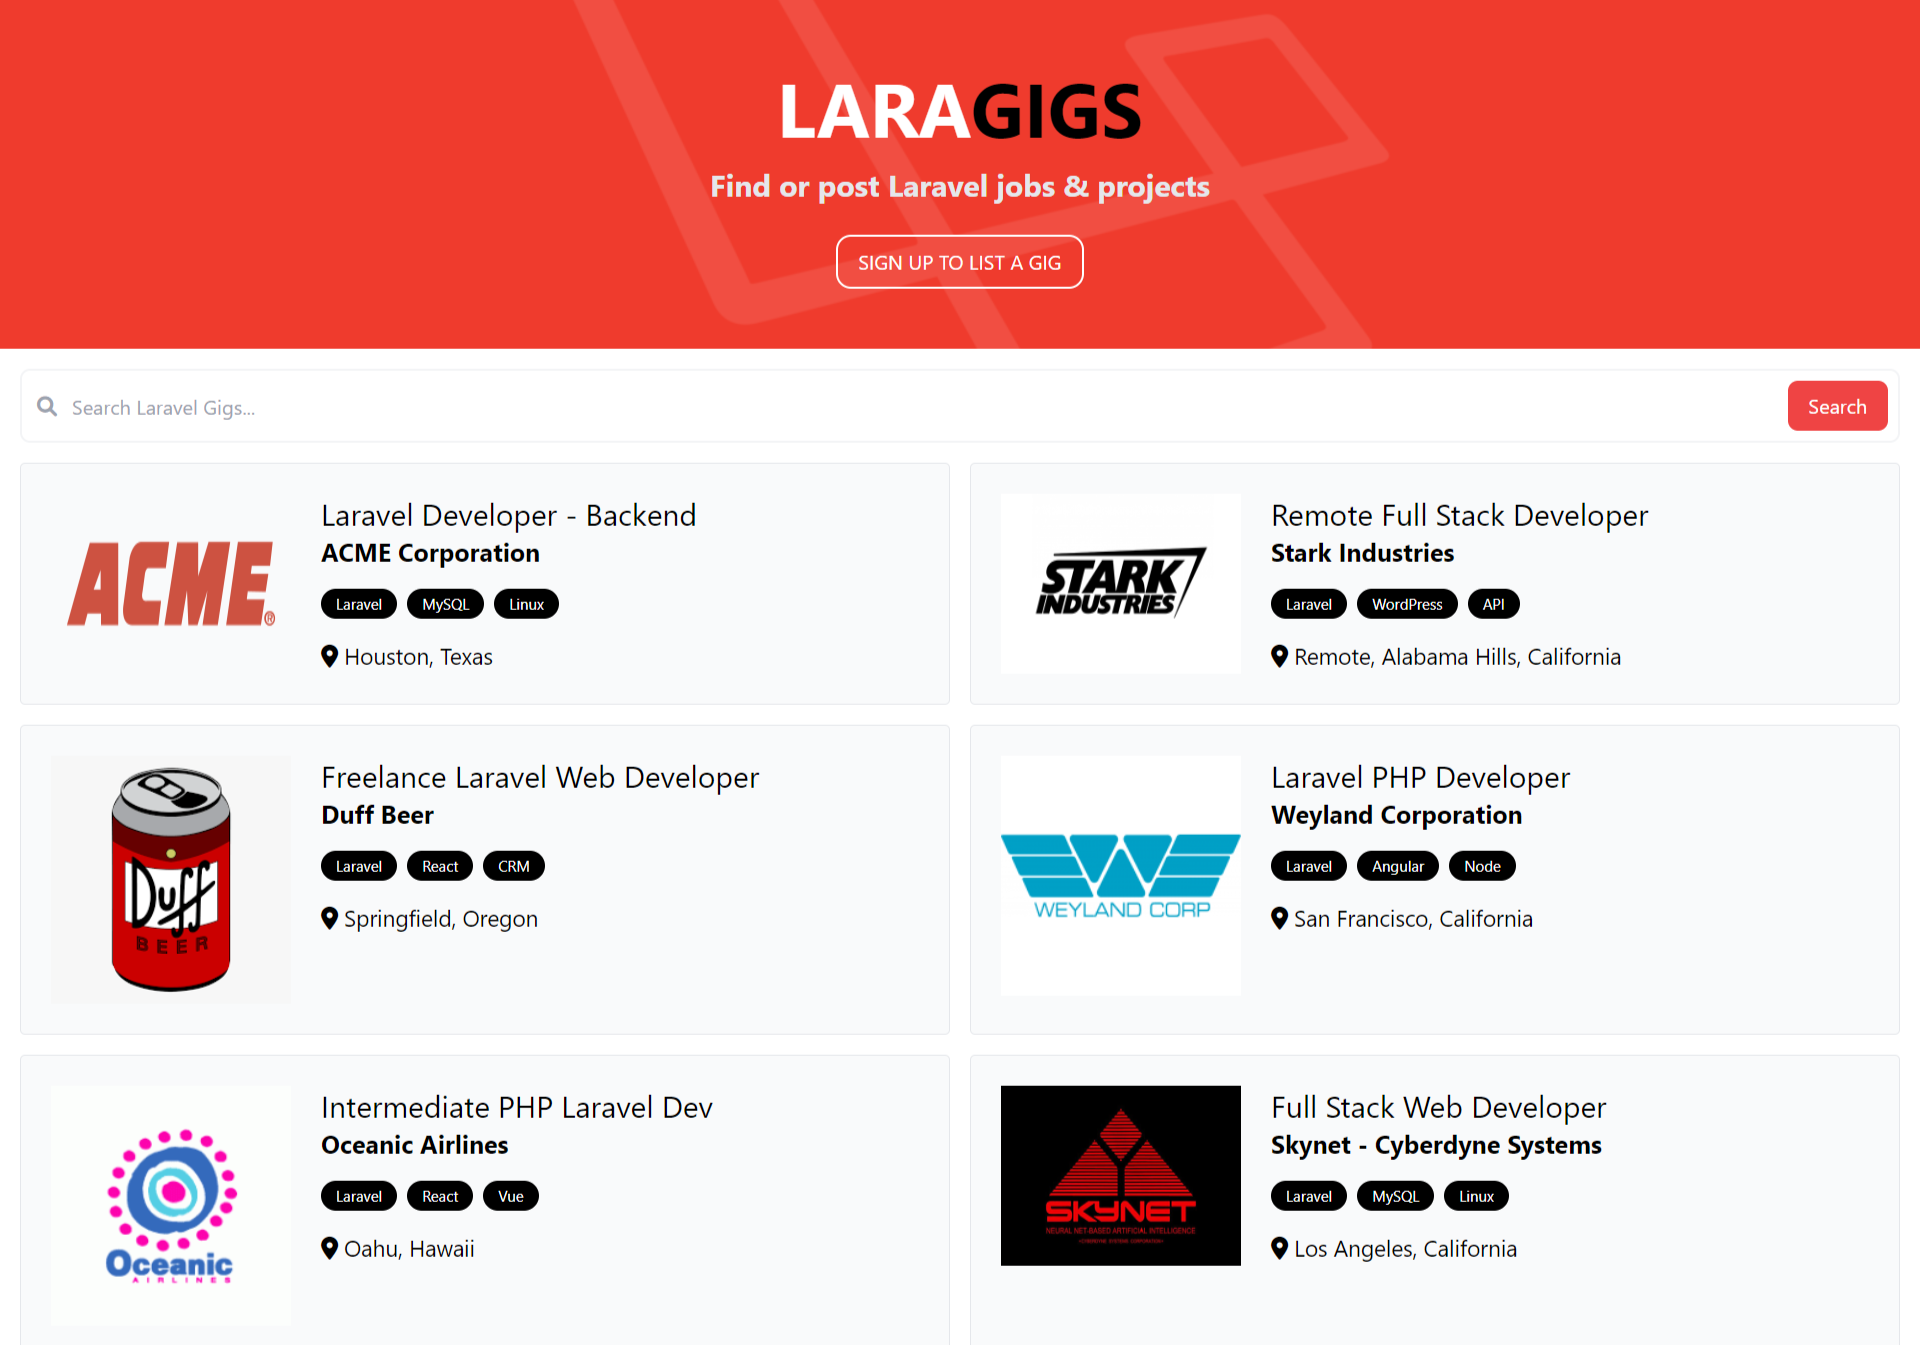 LARAGIGS
Find or post Laravel jobs & projects
SIGN UP TO LIST A GIG
Search Laravel Gigs...
Search
ACME®
Laravel Developer - Backend
ACME Corporation
Laravel MySQL Linux
Houston, Texas
STARK
INDUSTRIES
Remote Full Stack Developer
Stark Industries
Laravel WordPress API
Remote, Alabama Hills, California
Duff
BEER
Freelance Laravel Web Developer
Duff Beer
Laravel React CRM
Springfield, Oregon
WEYLAND CORP
Laravel PHP Developer
Weyland Corporation
Laravel Angular Node
San Francisco, California
Oceanic
AIRLINES
Intermediate PHP Laravel Dev
Oceanic Airlines
Laravel React Vue
Oahu, Hawaii
SKYNET
NEURAL NET-BASED ARTIFICIAL INTELLIGENCE
Full Stack Web Developer
Skynet - Cyberdyne Systems
Laravel MySQL Linux
Los Angeles, California